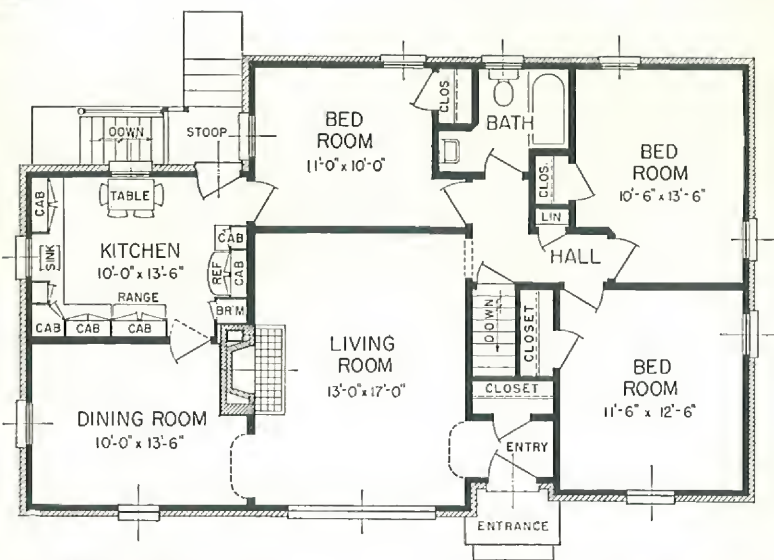 DOWN
STOOP
BED
ROOM
11'-0" x 10'-0"
CLOS.
BATH
BED
ROOM
10'-6" x 13'-6"
CLOS.
LIN
HALL
CAB
TABLE
SINK
KITCHEN
10'-0" x 13'-6"
RANGE
CAB
CAB
CAB
CAB
REF
CAB
BR'M
LIVING
ROOM
13'-0" x 17'-0"
DOWN
CLOSET
CLOSET
BED
ROOM
11'-6" x 12'-6"
DINING ROOM
10'-0" x 13'-6"
ENTRY
ENTRANCE